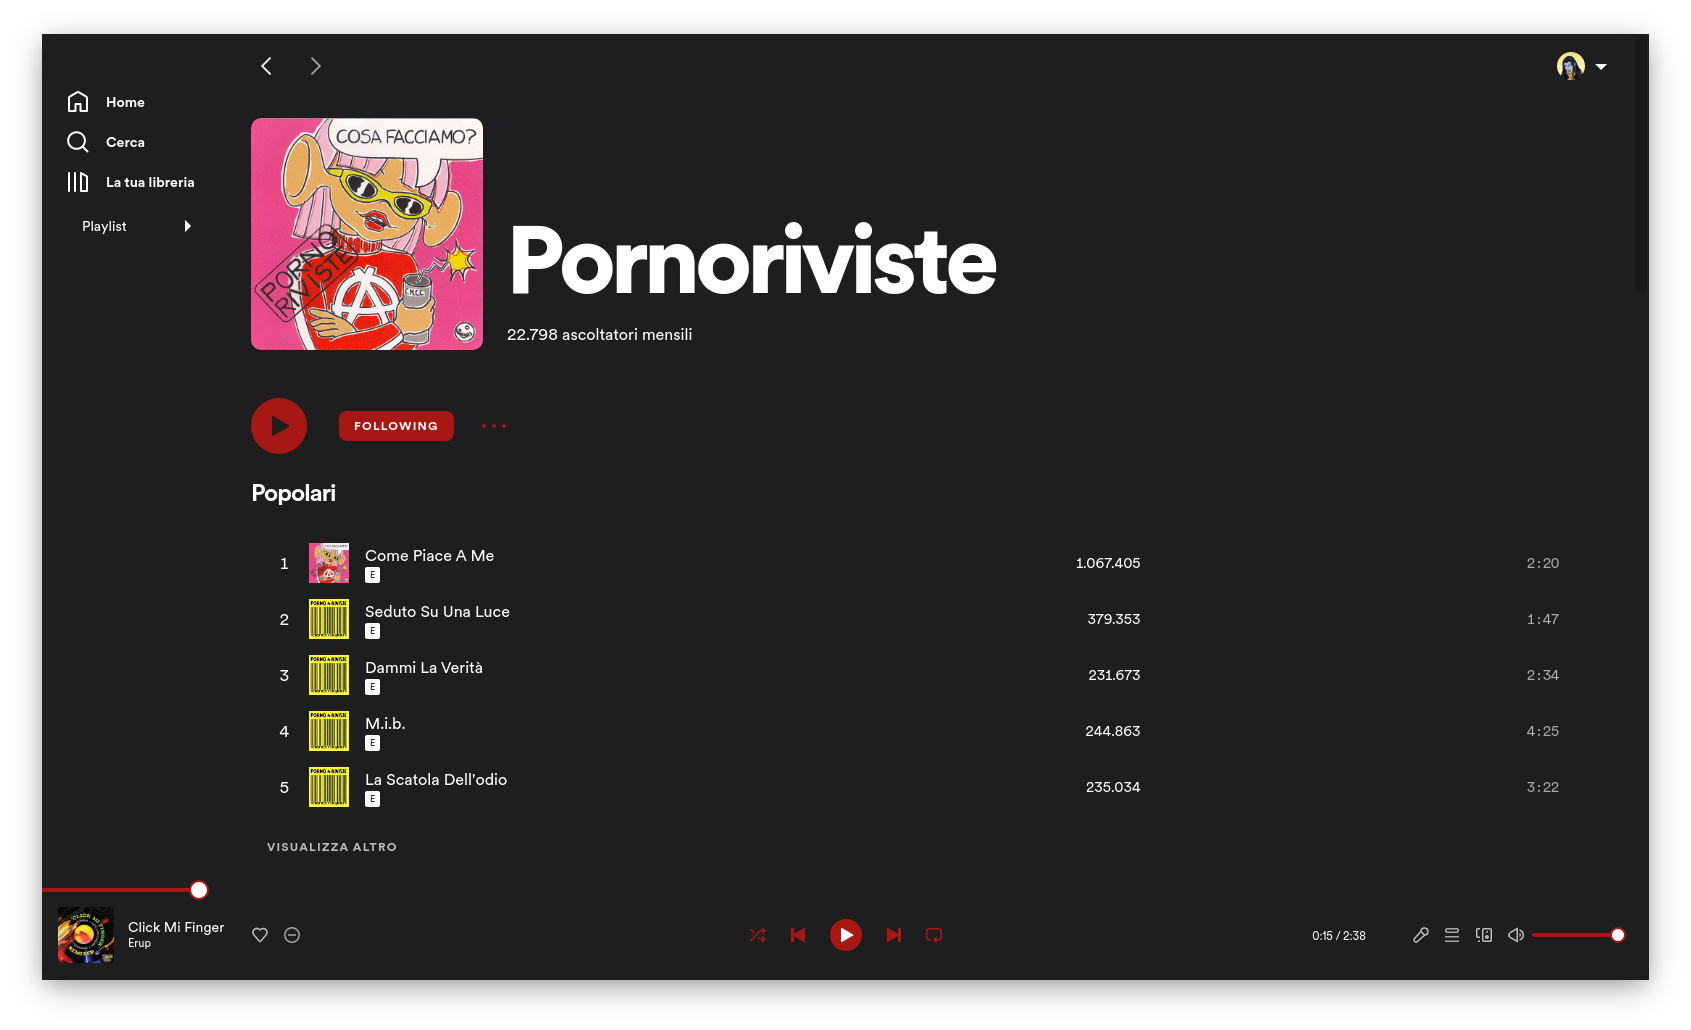 Home
Cerca
La tua libreria
Playlist
COSA FACCIAMO?
PORNO
RIVISTE
Pornoriviste
22.798 ascoltatori mensili
FOLLOWING
Popolari
1 Come Piace A Me 1.067.405 2:20
E
2 Seduto Su Una Luce 379.353 1:47
E
3 Dammi La Verità 231.673 2:34
E
4 M.i.b. 244.863 4:25
E
5 La Scatola Dell'odio 235.034 3:22
E
VISUALIZZA ALTRO
CLICK MI FINGER
Click Mi Finger
Erup
0:15 / 2:38